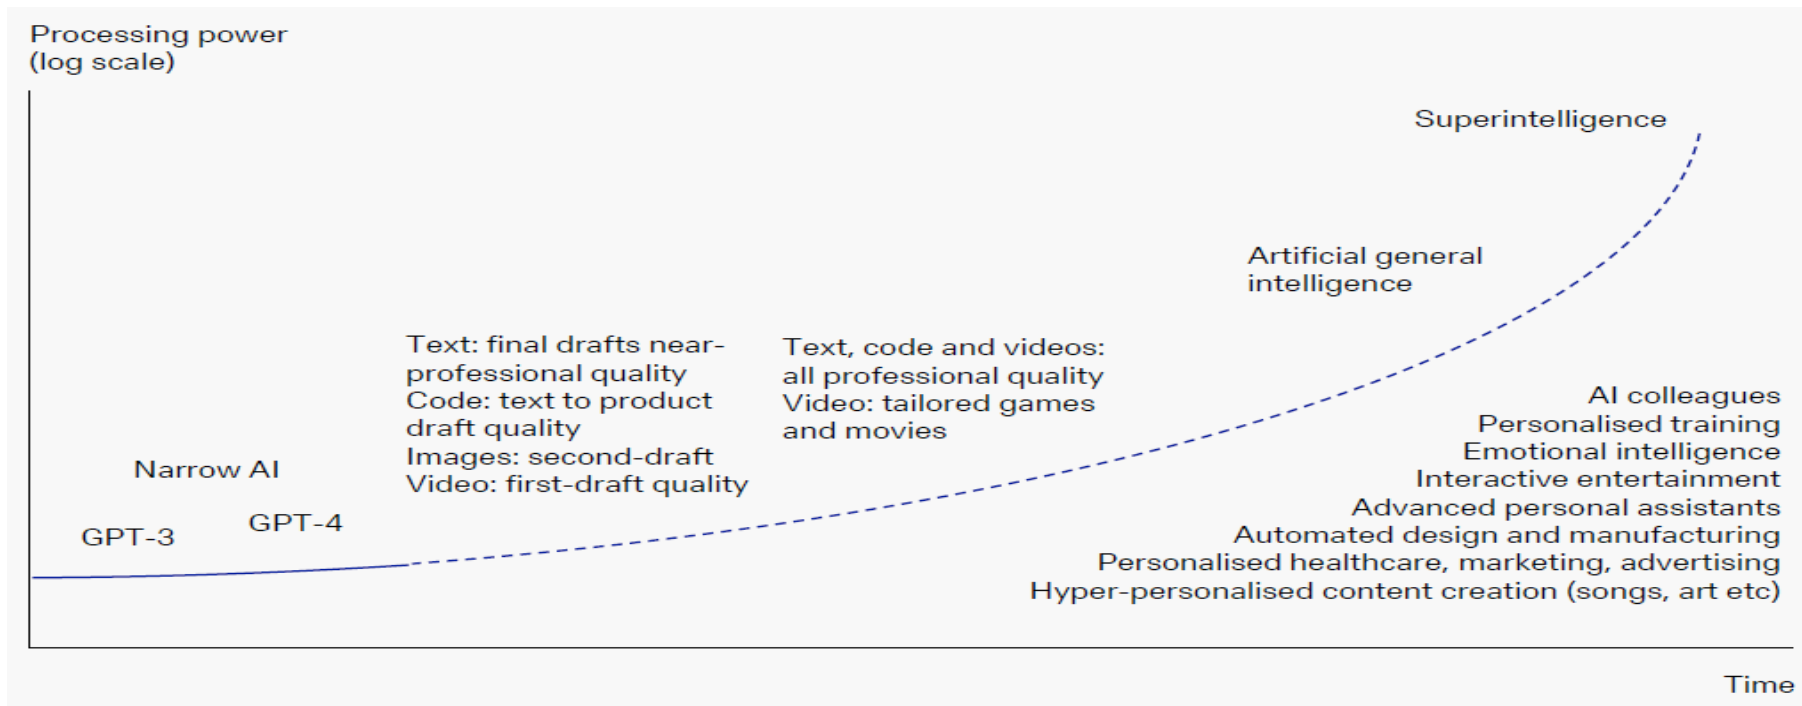 Processing power
(log scale)
Superintelligence
Artificial general
intelligence
Text: final drafts near-
professional quality
Code: text to product
draft quality
Images: second-draft
Video: first-draft quality
Text, code and videos:
all professional quality
Video: tailored games
and movies
Narrow AI
GPT-3
GPT-4
AI colleagues
Personalised training
Emotional intelligence
Interactive entertainment
Advanced personal assistants
Automated design and manufacturing
Personalised healthcare, marketing, advertising
Hyper-personalised content creation (songs, art etc)
Time